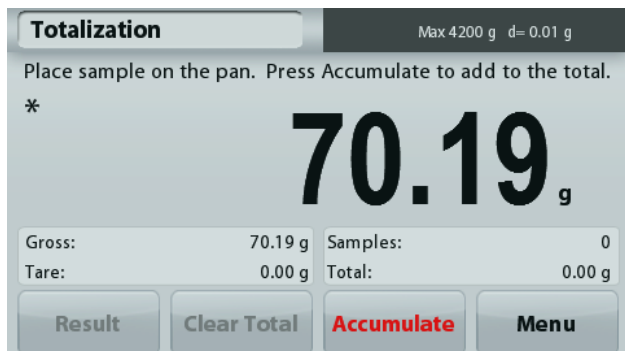 Totalization
Max 4200 g d= 0.01 g
Place sample on the pan. Press Accumulate to add to the total.
*
70.19 g
Gross: 70.19 g Samples: 0
Tare: 0.00 g Total: 0.00 g
Result Clear Total Accumulate Menu